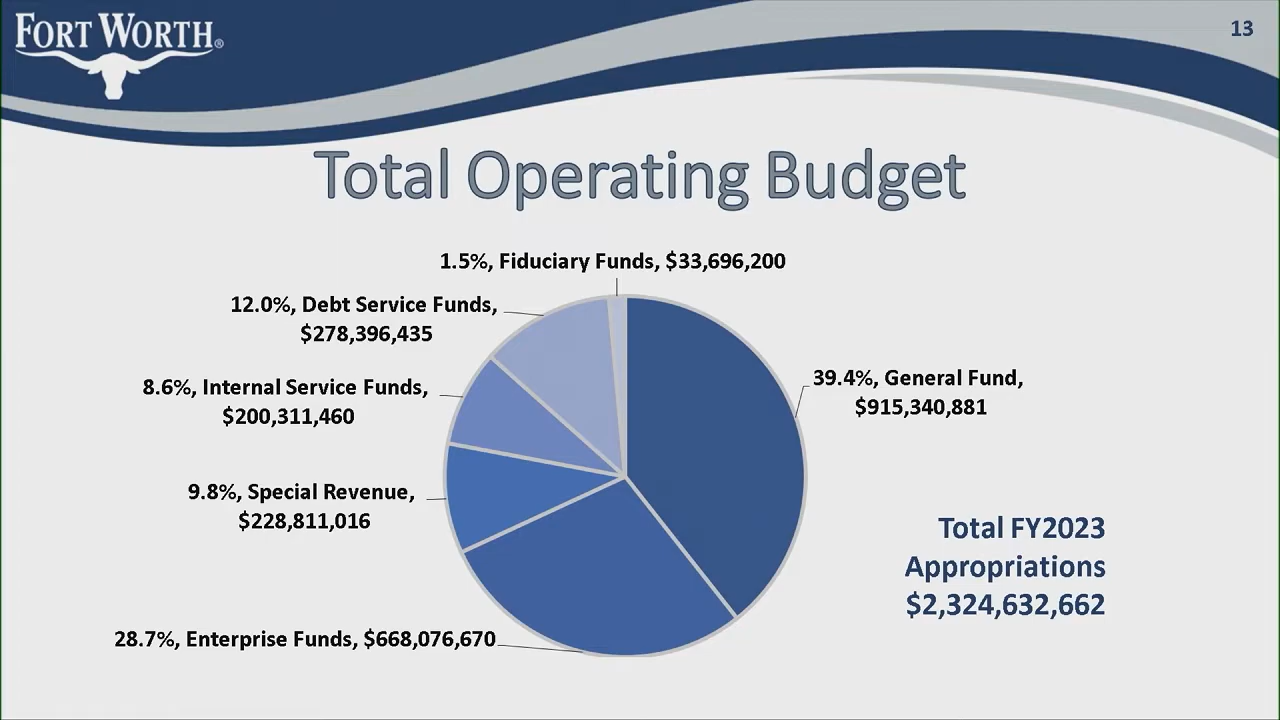 FORT WORTH®
13
Total Operating Budget
1.5%, Fiduciary Funds, $33,696,200
12.0%, Debt Service Funds,
$278,396,435
8.6%, Internal Service Funds,
$200,311,460
39.4%, General Fund,
$915,340,881
9.8%, Special Revenue,
$228,811,016
Total FY2023
Appropriations
$2,324,632,662
28.7%, Enterprise Funds, $668,076,670